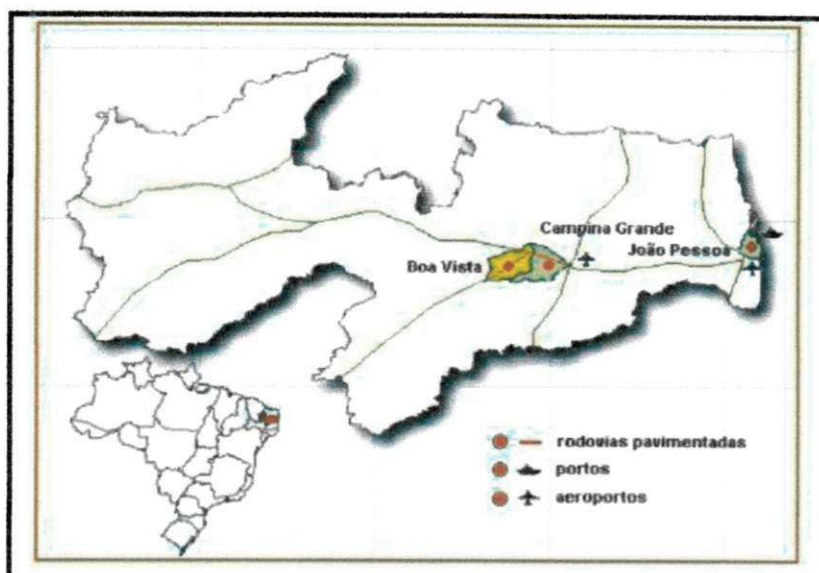 Campina Grande
João Pessoa
Boa Vista
rodovias pavimentadas
portos
aeroportos